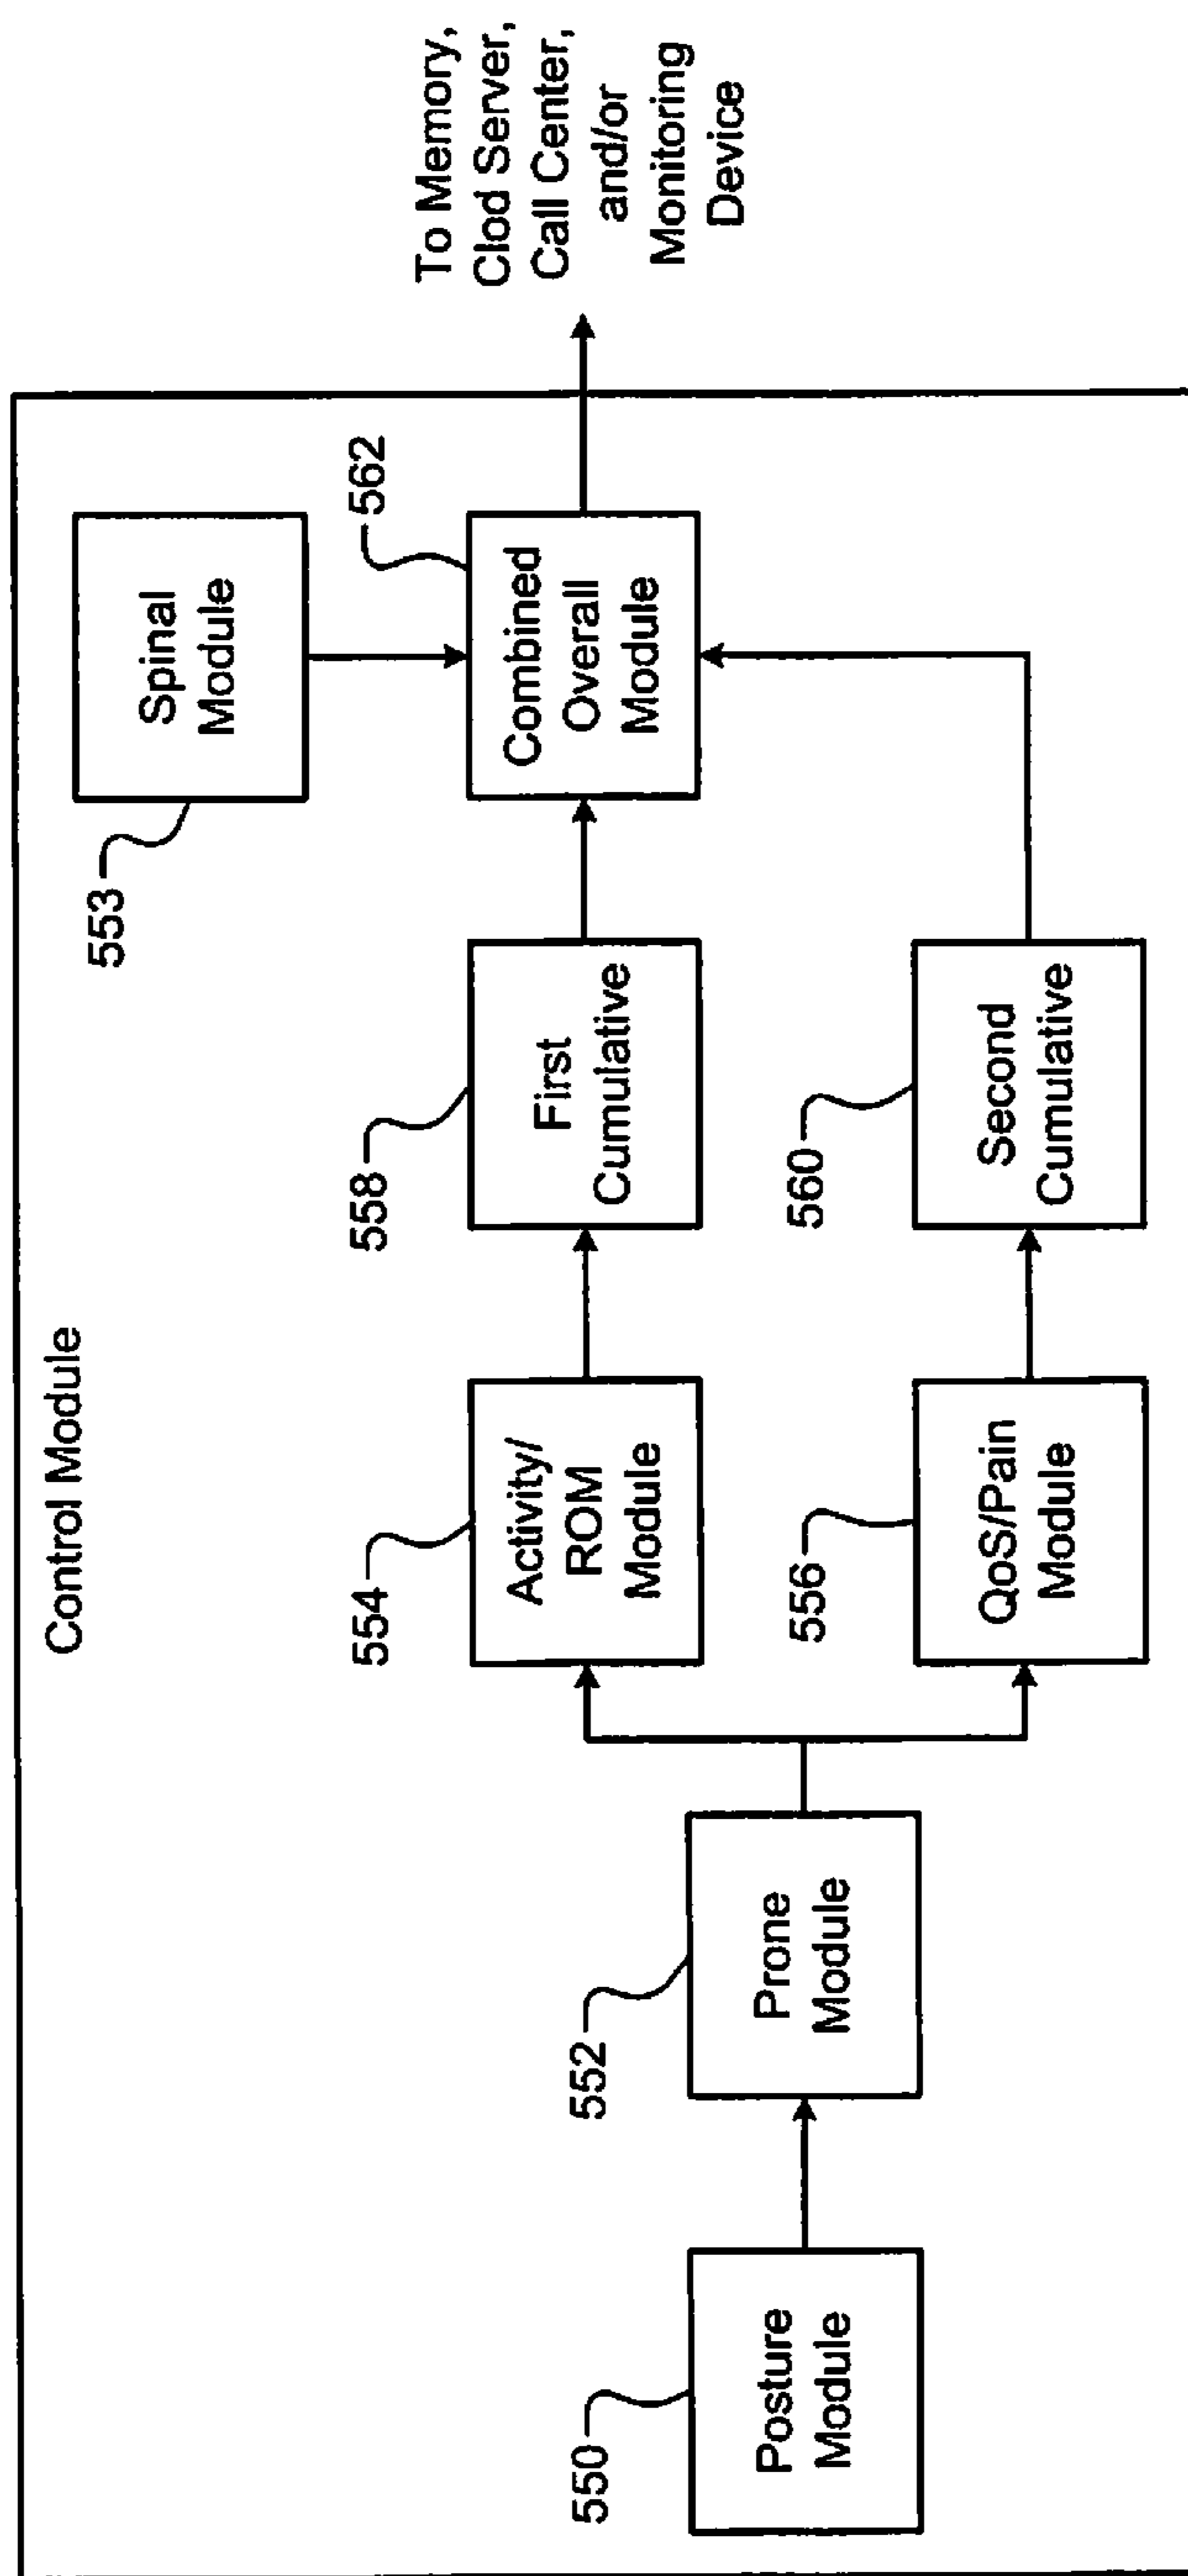 Control Module
550
Posture
Module
552
Prone
Module
554
Activity/
ROM
Module
556
QoS/Pain
Module
558
First
Cumulative
560
Second
Cumulative
553
Spinal
Module
562
Combined
Overall
Module
To Memory,
Clod Server,
Call Center,
and/or
Monitoring
Device